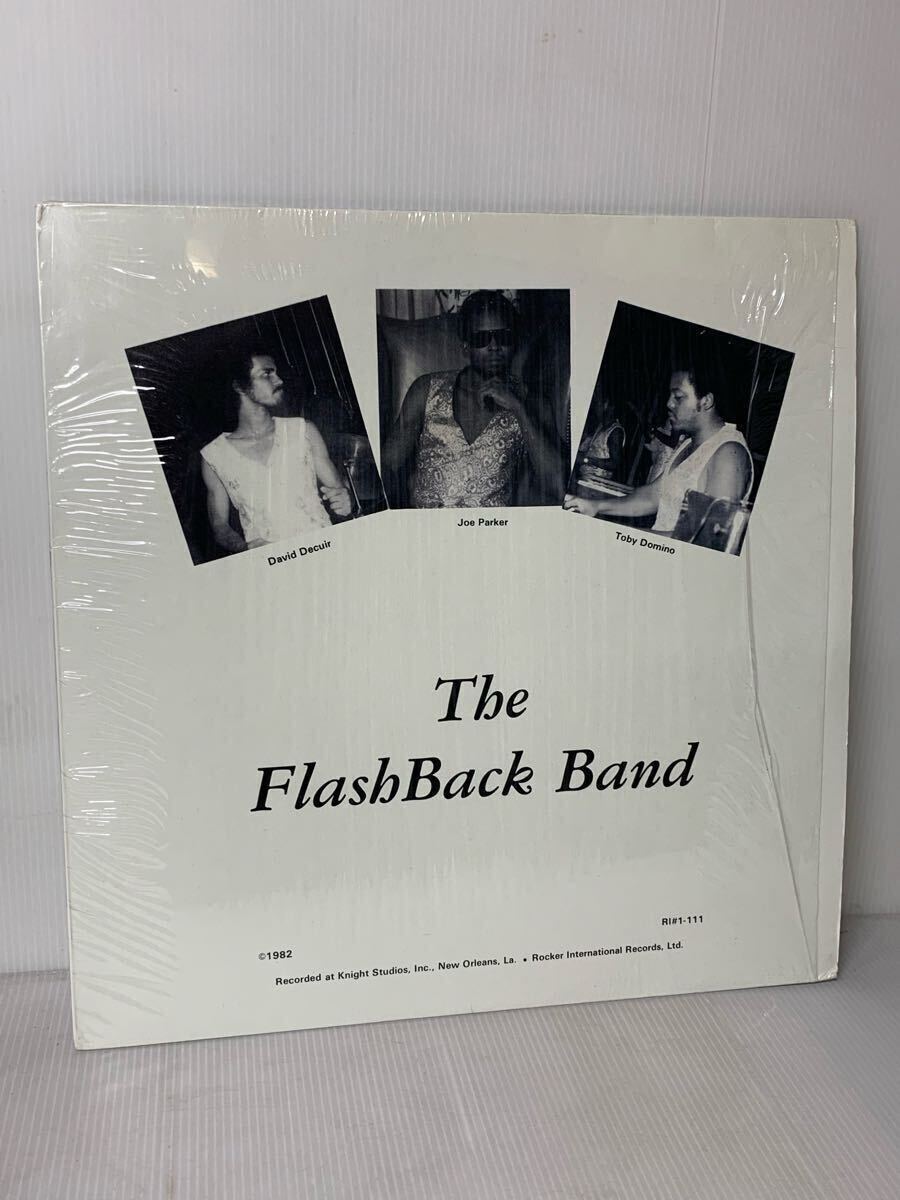 David Decuir
Joe Parker
Toby Domino
The
FlashBack Band
RI#1-111
©1982
Recorded at Knight Studios, Inc., New Orleans, La. • Rocker International Records, Ltd.